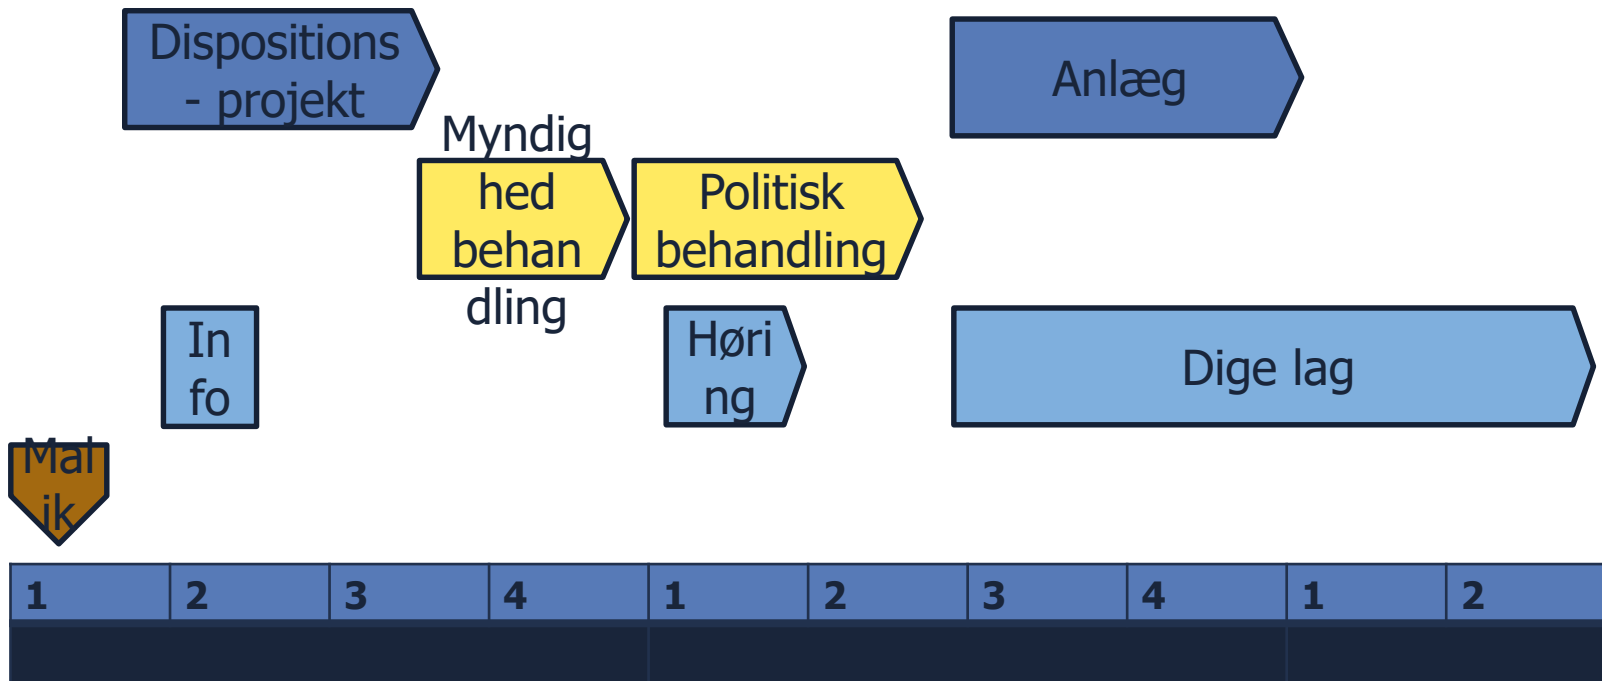 Dispositions
- projekt
Anlæg
Myndig
hed
behan
dling
Politisk
behandling
In
fo
Høri
ng
Dige lag
Mal
ik
1 2 3 4 1 2 3 4 1 2